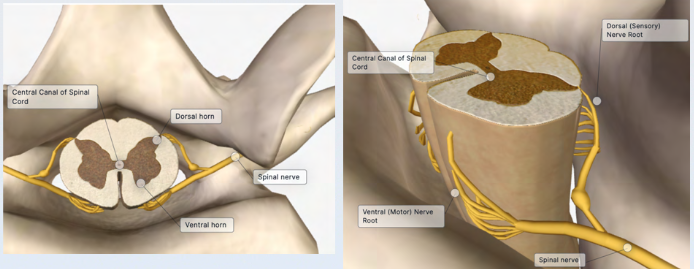 Central Canal of Spinal
Cord
Dorsal horn
Spinal nerve
Ventral horn
Dorsal (Sensory)
Nerve Root
Central Canal of Spinal
Cord
Ventral (Motor) Nerve
Root
Spinal nerve